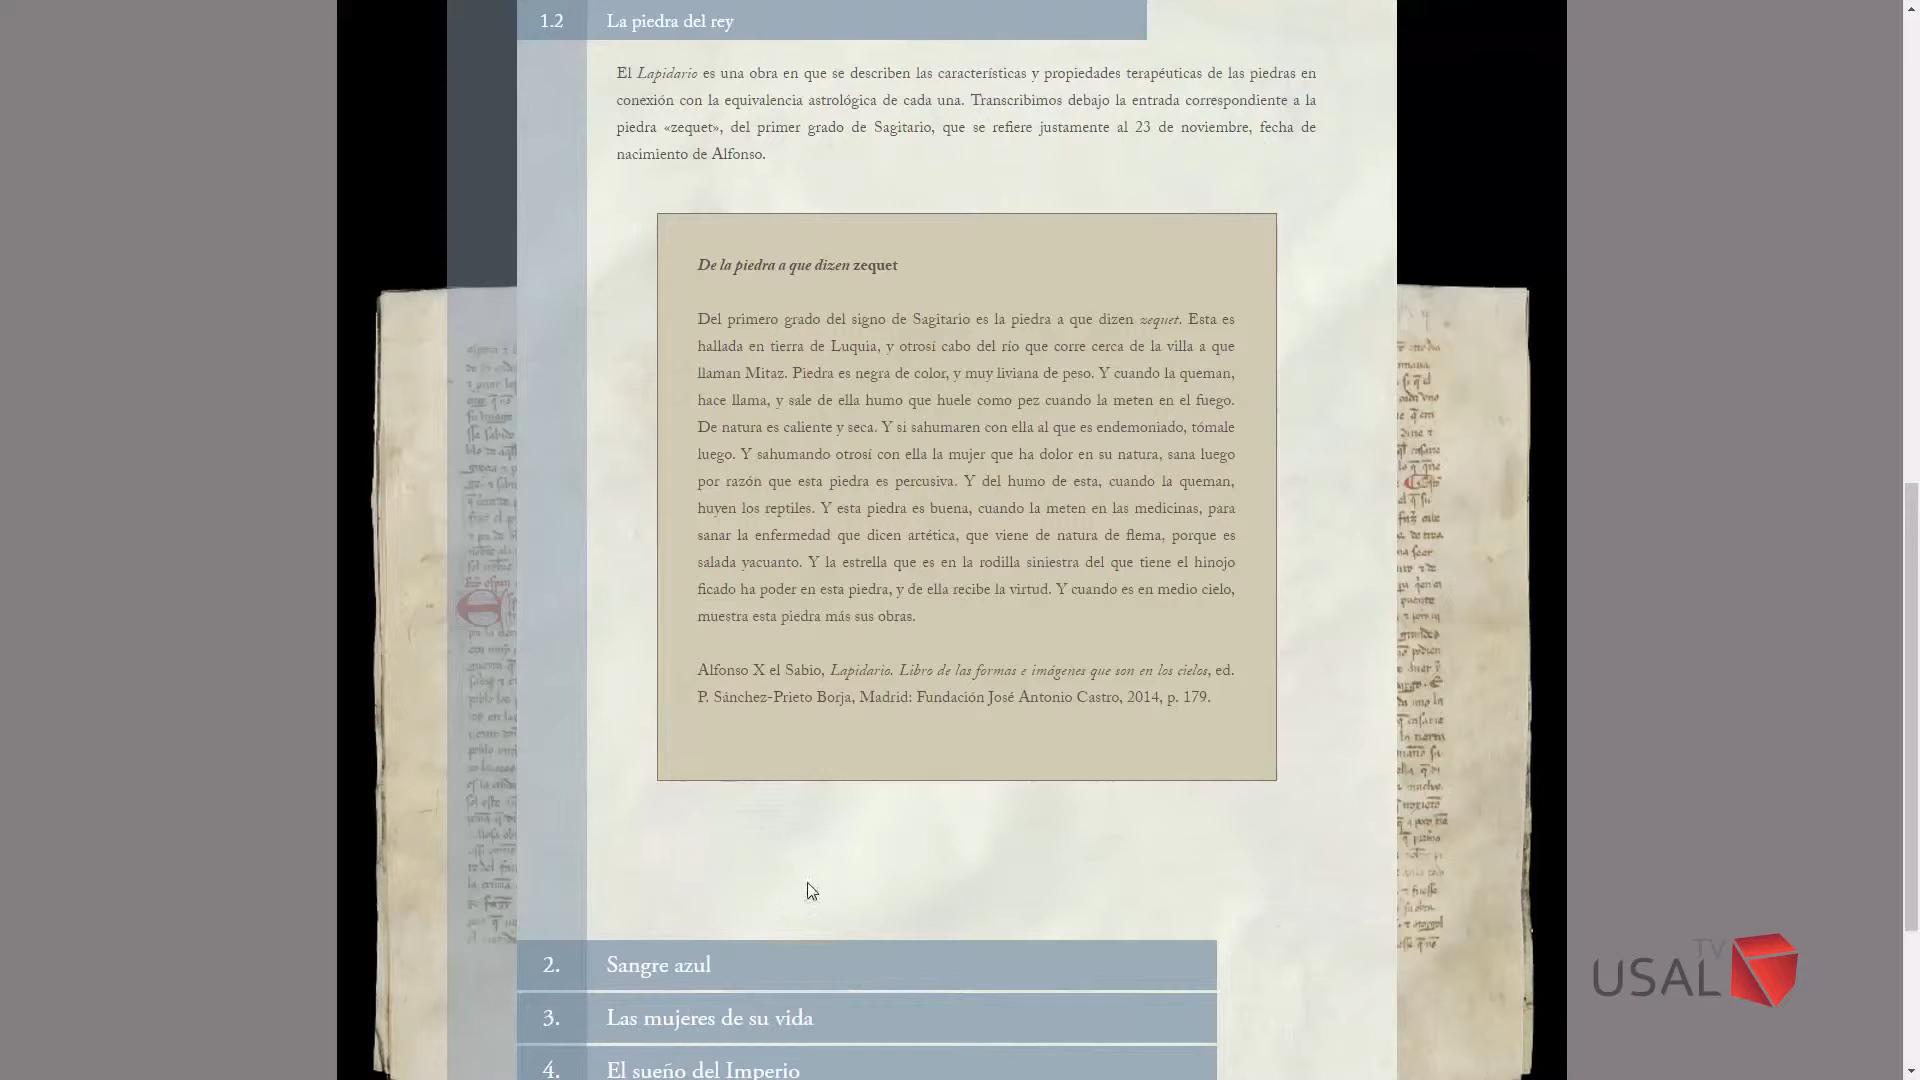 1.2 La piedra del rey
El Lapidario es una obra en que se describen las características y propiedades terapéuticas de las piedras en
conexión con la equivalencia astrológica de cada una. Transcribimos debajo la entrada correspondiente a la
piedra «zequet», del primer grado de Sagitario, que se refiere justamente al 23 de noviembre, fecha de
nacimiento de Alfonso.
De la piedra a que dizen zequet
Del primero grado del signo de Sagitario es la piedra a que dizen zequet. Esta es
hallada en tierra de Luquia, y otrosí cabo del río que corre cerca de la villa a que
llaman Mitaz. Piedra es negra de color, y muy liviana de peso. Y cuando la queman,
hace llama, y sale de ella humo que huele como pez cuando la meten en el fuego.
De natura es caliente y seca. Y si sahumaren con ella al que es endemoniado, tómale
luego. Y sahumando otrosí con ella la mujer que ha dolor en su natura, sana luego
por razón que esta piedra es percusiva. Y del humo de esta, cuando la queman,
huyen los reptiles. Y esta piedra es buena, cuando la meten en las medicinas, para
sanar la enfermedad que dicen artética, que viene de natura de flema, porque es
salada yacuanto. Y la estrella que es en la rodilla siniestra del que tiene el hinojo
ficado ha poder en esta piedra, y de ella recibe la virtud. Y cuando es en medio cielo,
muestra esta piedra más sus obras.
Alfonso X el Sabio, Lapidario. Libro de las formas e imágenes que son en los cielos, ed.
P. Sánchez-Prieto Borja, Madrid: Fundación José Antonio Castro, 2014, p. 179.
2. Sangre azul
3. Las mujeres de su vida
4. El sueño del Imperio
TV
USAL